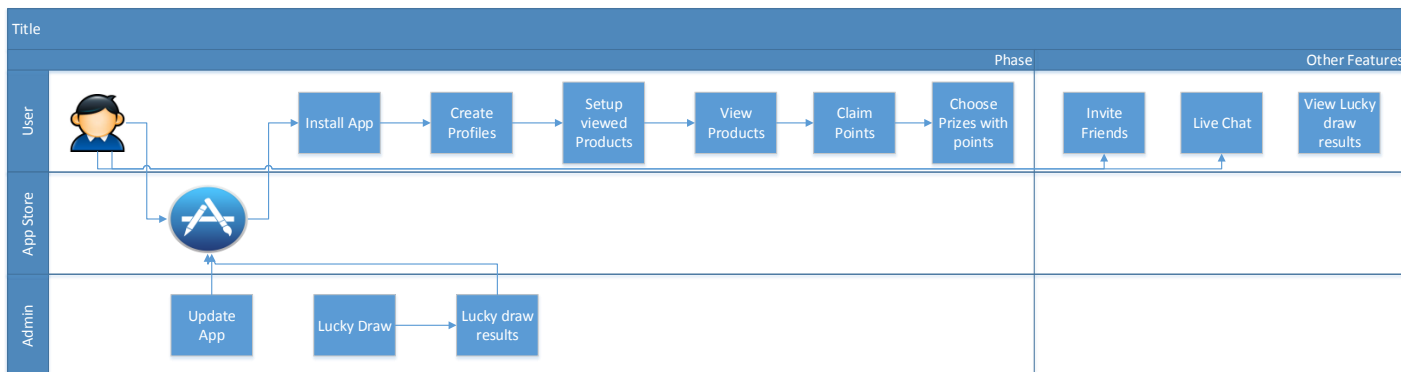 Title
Phase
Other Features
User
Install App
Create
Profiles
Setup
viewed
Products
View
Products
Claim
Points
Choose
Prizes with
points
Invite
Friends
Live Chat
View Lucky
draw
results
App Store
Admin
Update
App
Lucky Draw
Lucky draw
results